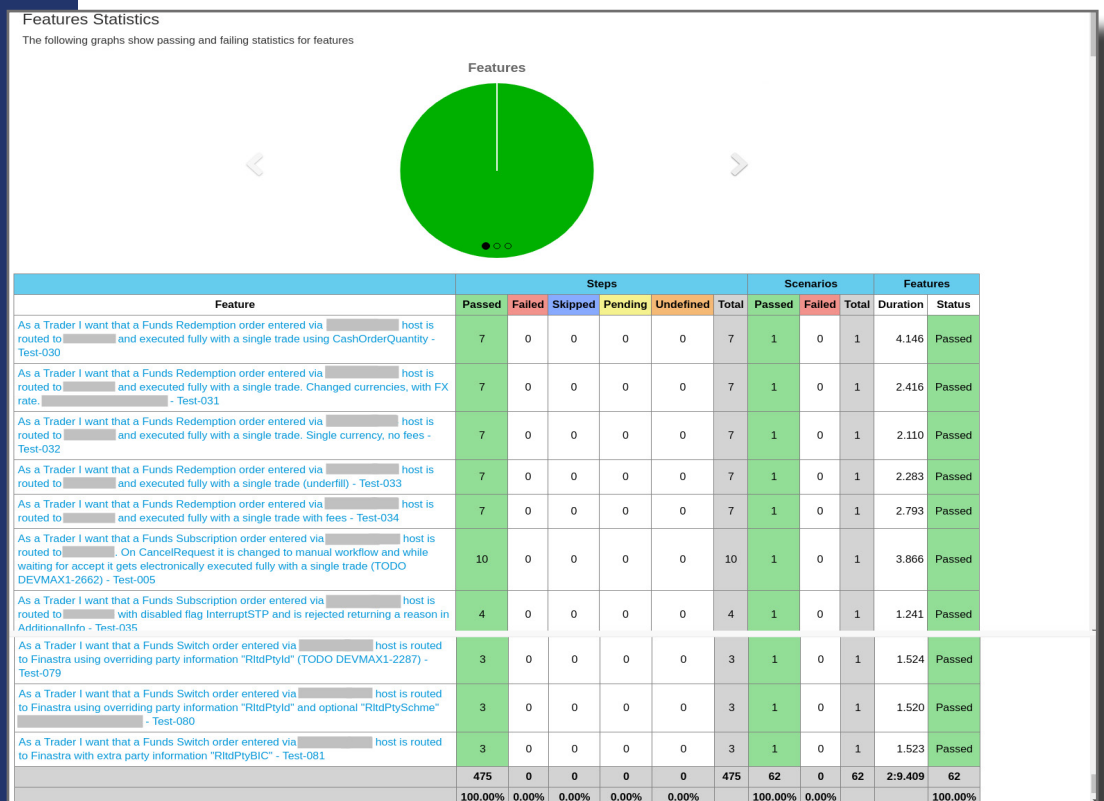 Features Statistics
The following graphs show passing and failing statistics for features
Features
Steps Scenarios Features
Feature Passed Failed Skipped Pending Undefined Total Passed Failed Total Duration Status
As a Trader I want that a Funds Redemption order entered via host is
routed to and executed fully with a single trade using CashOrderQuantity -
Test-030
7 0 0 0 0 7 1 0 1 4.146 Passed
As a Trader I want that a Funds Redemption order entered via host is
routed to and executed fully with a single trade. Changed currencies, with FX
rate. - Test-031
7 0 0 0 0 7 1 0 1 2.416 Passed
As a Trader I want that a Funds Redemption order entered via host is
routed to and executed fully with a single trade. Single currency, no fees -
Test-032
7 0 0 0 0 7 1 0 1 2.110 Passed
As a Trader I want that a Funds Redemption order entered via host is
routed to and executed fully with a single trade (underfill) - Test-033
7 0 0 0 0 7 1 0 1 2.283 Passed
As a Trader I want that a Funds Redemption order entered via host is
routed to and executed fully with a single trade with fees - Test-034
7 0 0 0 0 7 1 0 1 2.793 Passed
As a Trader I want that a Funds Subscription order entered via host is
routed to . On CancelRequest it is changed to manual workflow and while
waiting for accept it gets electronically executed fully with a single trade (TODO
DEVMAX1-2662) - Test-005
10 0 0 0 0 10 1 0 1 3.866 Passed
As a Trader I want that a Funds Subscription order entered via host is
routed to with disabled flag InterruptSTP and is rejected returning a reason in
AdditionalInfo - Test-035
4 0 0 0 0 4 1 0 1 1.241 Passed
As a Trader I want that a Funds Switch order entered via host is routed
to Finastra using overriding party information "RltdPtyId" (TODO DEVMAX1-2287) -
Test-079
3 0 0 0 0 3 1 0 1 1.524 Passed
As a Trader I want that a Funds Switch order entered via host is routed
to Finastra using overriding party information "RltdPtyId" and optional "RltdPtySchme"
- Test-080
3 0 0 0 0 3 1 0 1 1.520 Passed
As a Trader I want that a Funds Switch order entered via host is routed
to Finastra with extra party information "RltdPtyBIC" - Test-081
3 0 0 0 0 3 1 0 1 1.523 Passed
475 0 0 0 0 475 62 0 62 2:9.409 62
100.00% 0.00% 0.00% 0.00% 0.00% 100.00% 0.00% 100.00%